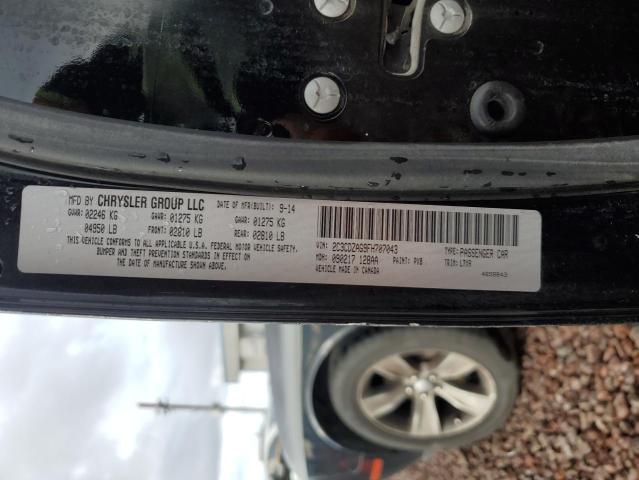 MFD BY CHRYSLER GROUP LLC DATE OF MFR(BUILT): 9-14
GVWR: 02246 KG GAWR: 01275 KG GAWR: 01275 KG
04950 LB FRONT: 02810 LB REAR: 02810 LB
THIS VEHICLE CONFORMS TO ALL APPLICABLE U.S.A. FEDERAL MOTOR VEHICLE SAFETY,
BUMPER AND THEFT PREVENTION STANDARDS IN EFFECT ON
THE DATE OF MANUFACTURE SHOWN ABOVE.
VIN: 2C3CDZAG9FH707043 TYPE: PASSENGER CAR
MDH: 090217 128AA PAINT: PX8 TRIM: LTX9
VEHICLE MADE IN CANADA